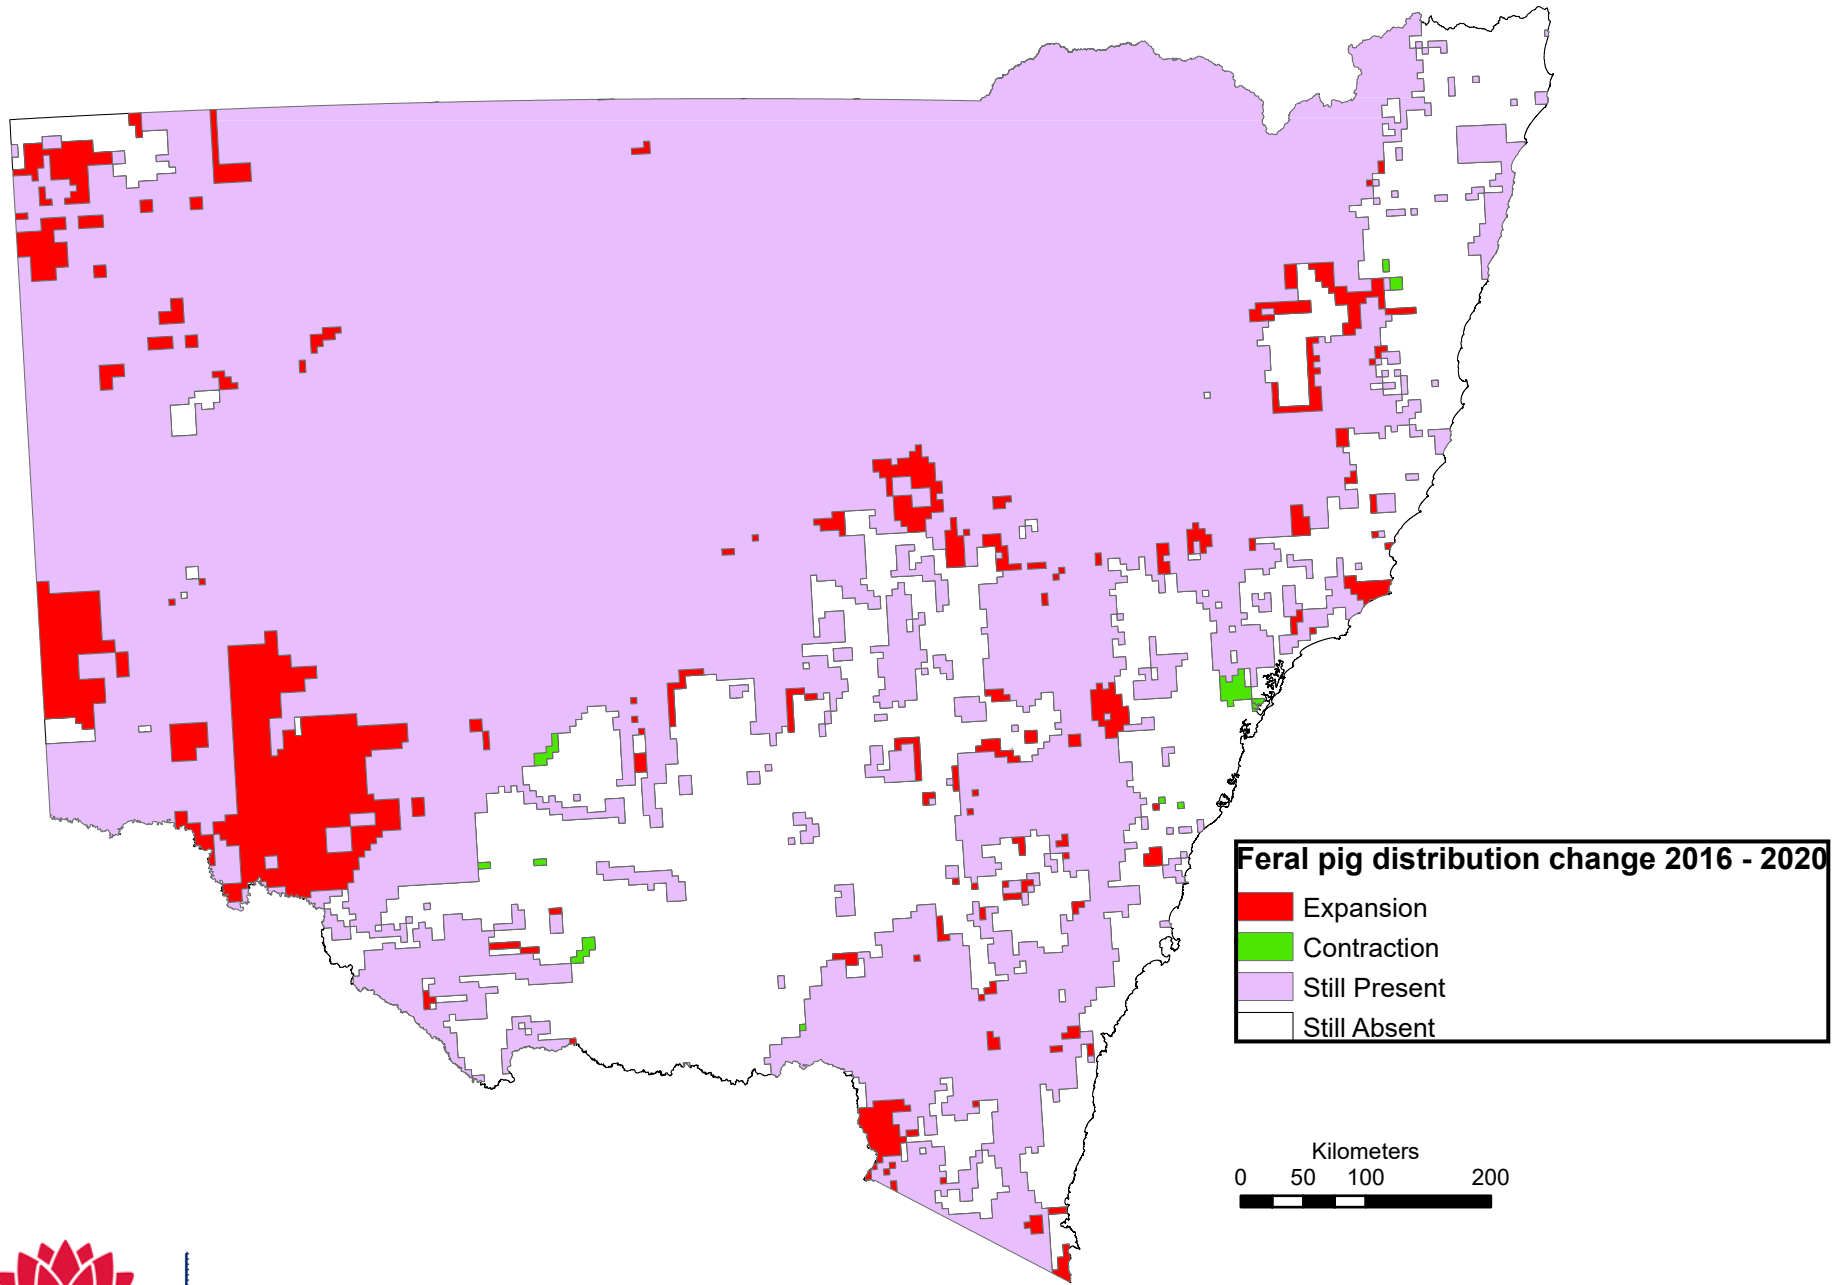 Feral pig distribution change 2016 - 2020
Expansion
Contraction
Still Present
Still Absent
Kilometers
0 50 100 200